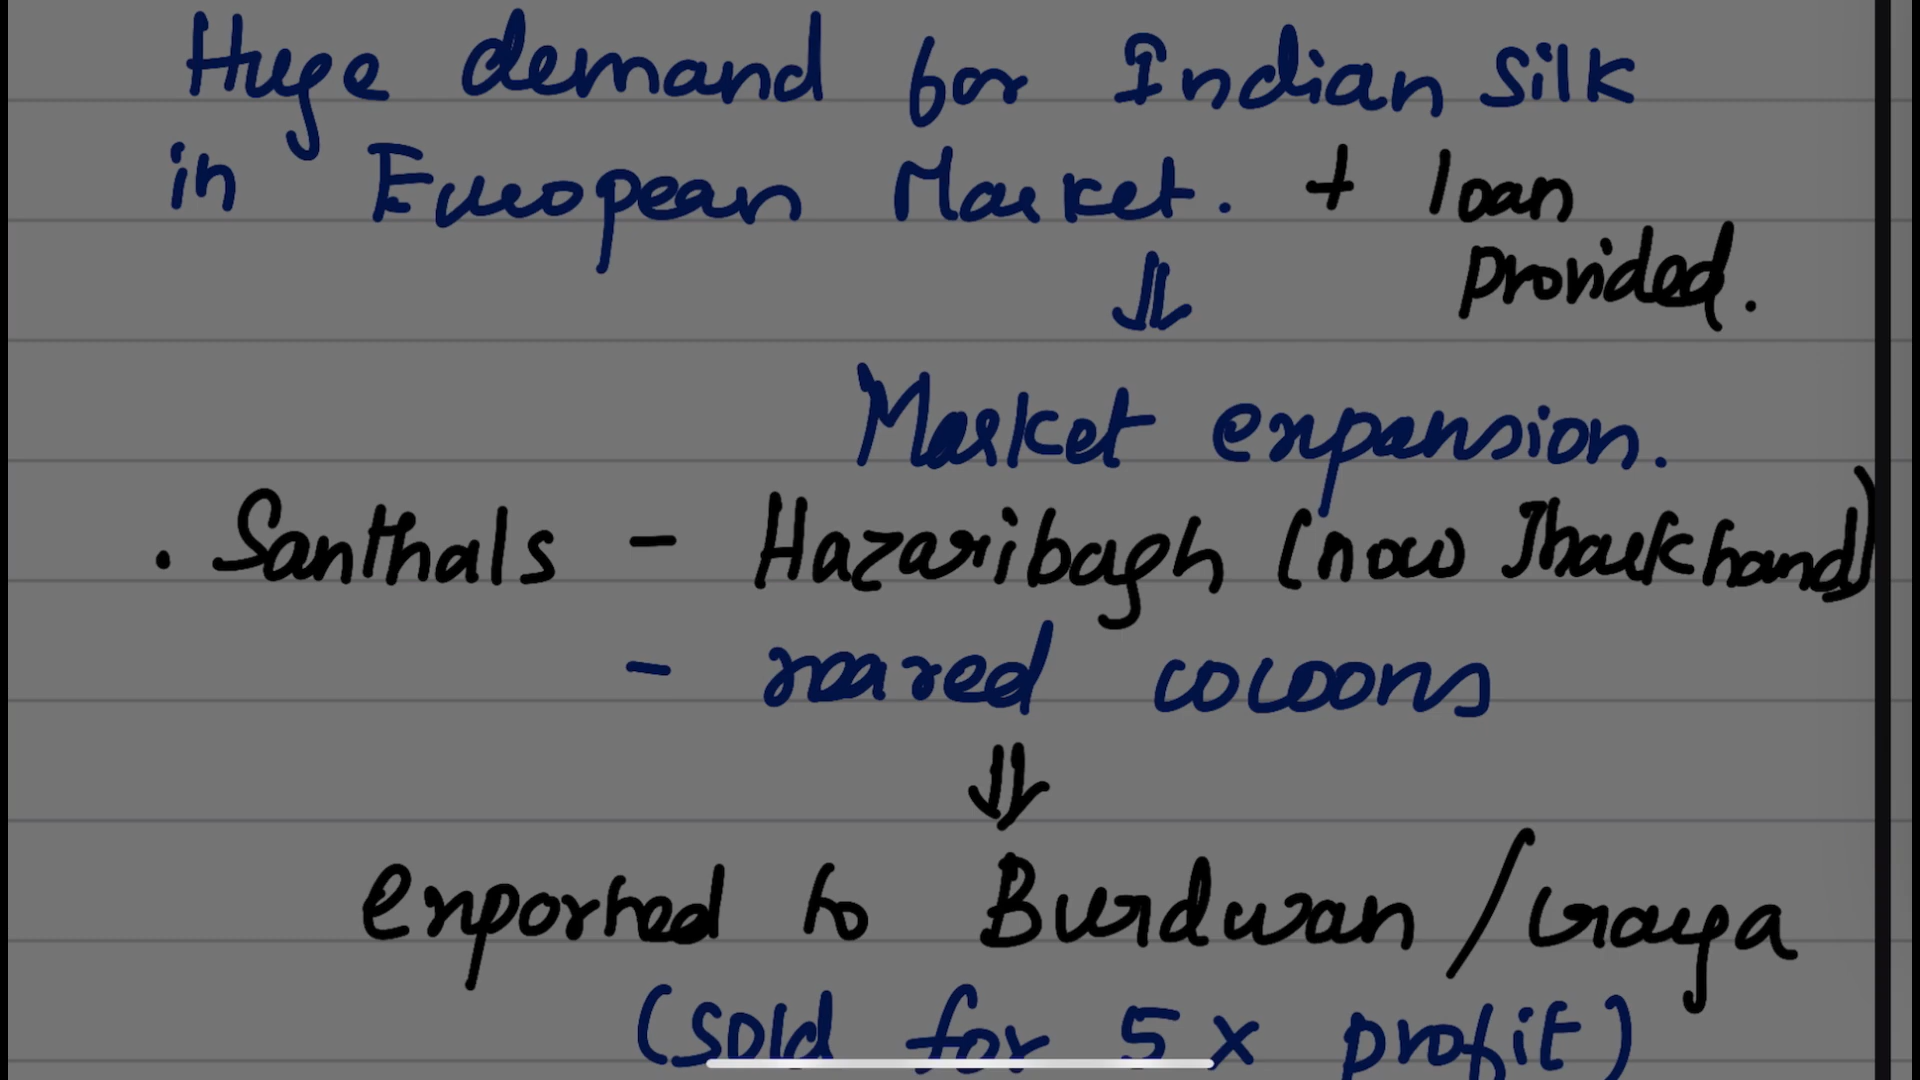 Huge demand for Indian Silk
in European Market. + loan
provided.
⇓
Market expansion.
. Santhals - Hazaribagh (now Jharkhand)
- reared cocoons
⇓
exported to Burdwan / Gaya
(sold for 5 x profit)